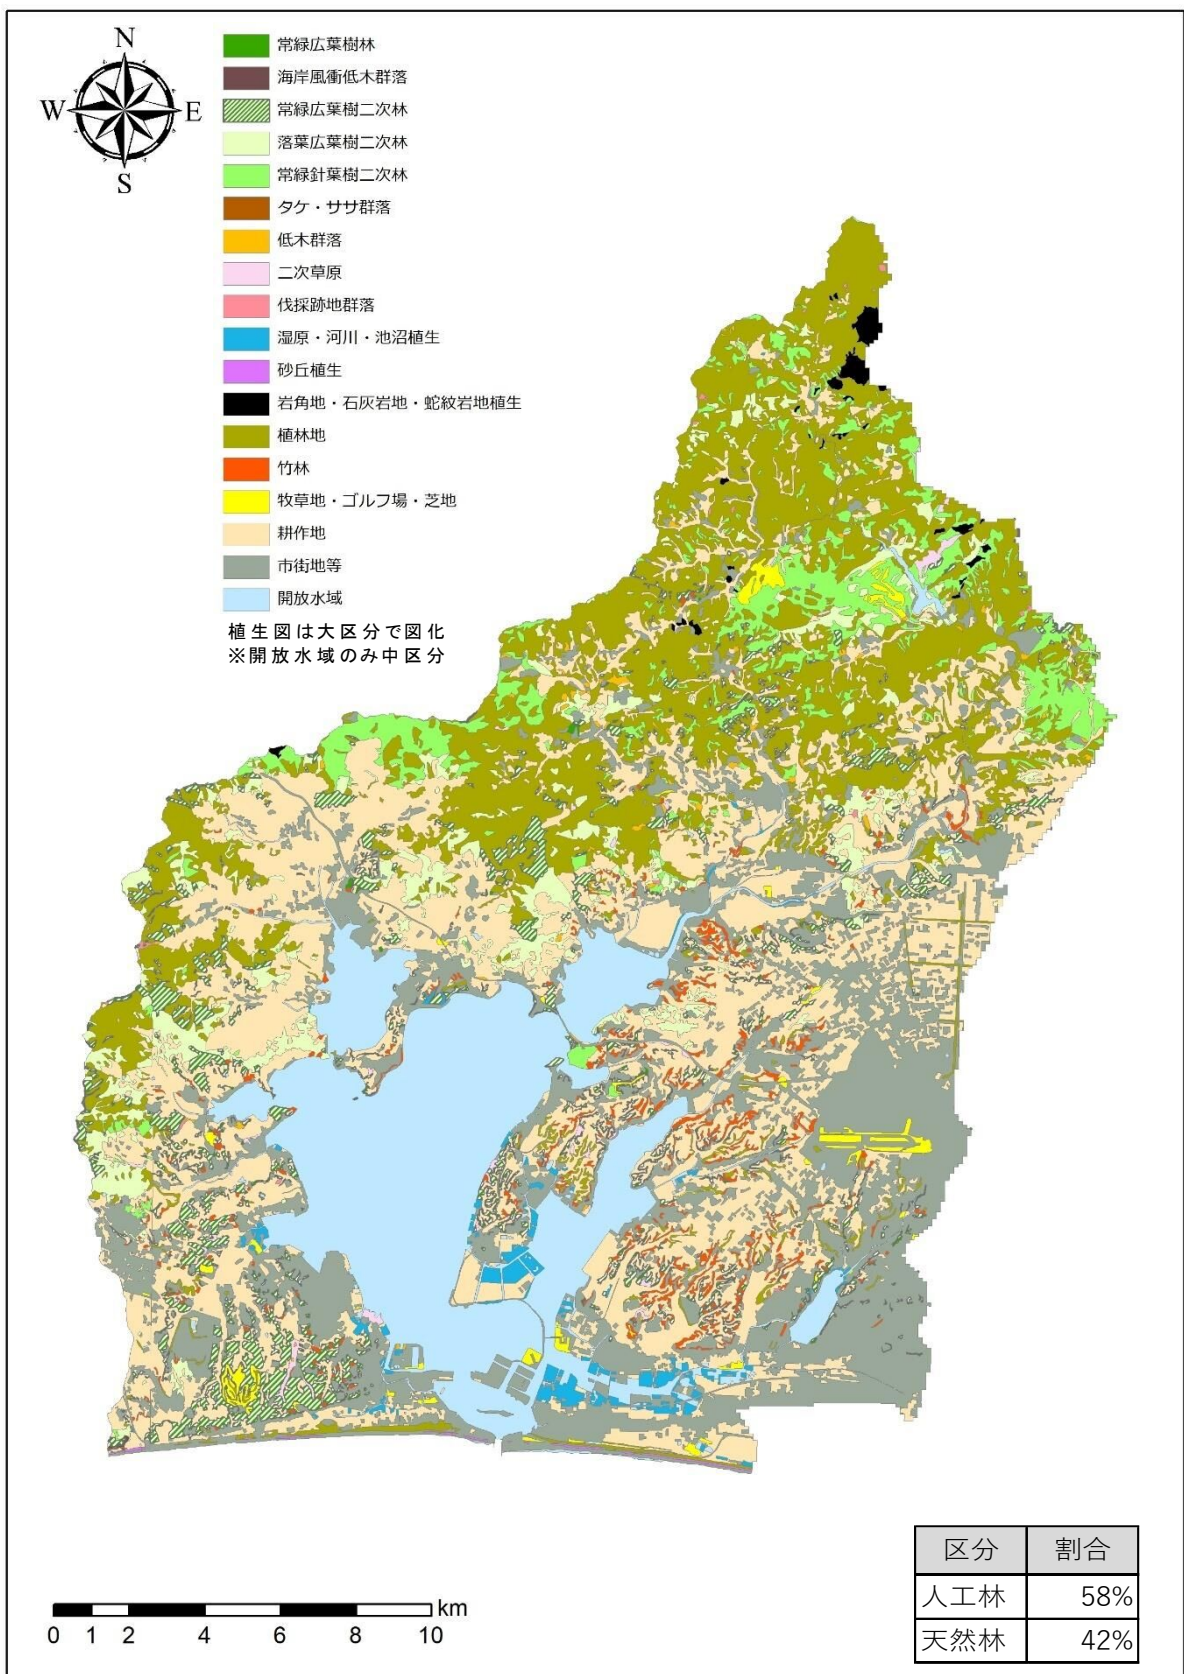 N
W
E
S
常緑広葉樹林
海岸風衝低木群落
常緑広葉樹二次林
落葉広葉樹二次林
常緑針葉樹二次林
タケ・ササ群落
低木群落
二次草原
伐採跡地群落
湿原・河川・池沼植生
砂丘植生
岩角地・石灰岩地・蛇紋岩地植生
植林地
竹林
牧草地・ゴルフ場・芝地
耕作地
市街地等
開放水域
植生図は大区分で図化
※開放水域のみ中区分
区分 割合
人工林 58%
天然林 42%
km
0 1 2 4 6 8 10